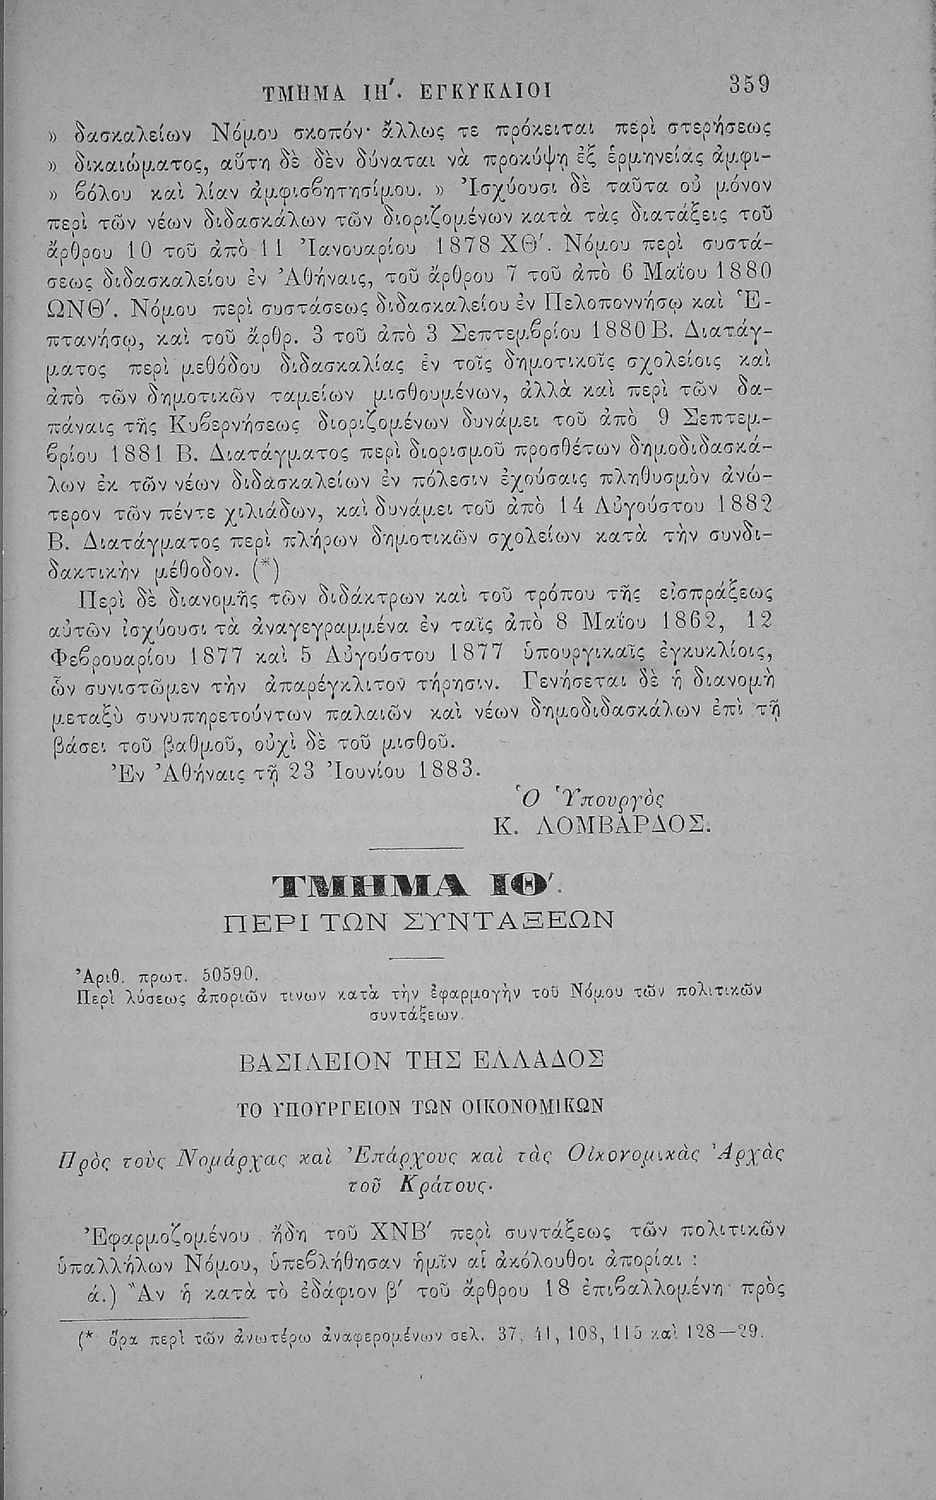 ΤΜΗΜΑ ΙΗ'. ΕΓΚΥΚΛΙΟΙ 359
» δασκαλείων Νόμου σκοπόν· ἄλλως τε πρόκειται περὶ στερήσεως
» δικαιώματος, αὕτη δὲ δὲν δύναται νὰ προκύψῃ ἐξ ἑρμηνείας ἀμφι-
» ϐόλου καὶ λίαν ἀμφισϐητησίμου. » Ἰσχύουσι δὲ ταῦτα οὐ μόνον
περὶ τῶν νέων διδασκάλων τῶν διοριζομένων κατὰ τὰς διατάξεις τοῦ
ἄρθρου 10 τοῦ ἀπὸ 11 Ἰανουαρίου 1878 ΧΘ'. Νόμου περὶ συστά-
σεως διδασκαλείου ἐν Ἀθήναις, τοῦ ἄρθρου 7 τοῦ ἀπὸ 6 Μαΐου 1880
ΩΝΘ'. Νόμου περὶ συστάσεως διδασκαλείου ἐν Πελοποννήσῳ καὶ Ἑ-
πτανήσῳ, καὶ τοῦ ἄρθρ. 3 τοῦ ἀπὸ 3 Σεπτεμϐρίου 1880 Β. Διατάγ-
ματος περὶ μεθόδου διδασκαλίας ἐν τοῖς δημοτικοῖς σχολείοις καὶ
ἀπὸ τῶν δημοτικῶν ταμείων μισθουμένων, ἀλλὰ καὶ περὶ τῶν δα-
πάναις τῆς Κυϐερνήσεως διοριζομένων δυνάμει τοῦ ἀπὸ 9 Σεπτεμ-
ϐρίου 1881 Β. Διατάγματος περὶ διορισμοῦ προσθέτων δημοδιδασκά-
λων ἐκ τῶν νέων διδασκαλείων ἐν πόλεσιν ἐχούσαις πληθυσμὸν ἀνώ-
τερον τῶν πέντε χιλιάδων, καὶ δυνάμει τοῦ ἀπὸ 14 Αὐγούστου 1882
Β. Διατάγματος περὶ πλήρων δημοτικῶν σχολείων κατὰ τὴν συνδι-
δακτικὴν μέθοδον. (*)
Περὶ δὲ διανομῆς τῶν διδάκτρων καὶ τοῦ τρόπου τῆς εἰσπράξεως
αὐτῶν ἰσχύουσι τὰ ἀναγεγραμμένα ἐν ταῖς ἀπὸ 8 Μαΐου 1862, 12
Φεϐρουαρίου 1877 καὶ 5 Αὐγούστου 1877 ὑπουργικαῖς ἐγκυκλίοις,
ὧν συνιστῶμεν τὴν ἀπαρέγκλιτον τήρησιν. Γενήσεται δὲ ἡ διανομὴ
μεταξὺ συνυπηρετούντων παλαιῶν καὶ νέων δημοδιδασκάλων ἐπὶ τῇ
βάσει τοῦ βαθμοῦ, οὐχὶ δὲ τοῦ μισθοῦ.
Ἐν Ἀθήναις τῇ 23 Ἰουνίου 1883.
Ὁ Ὑπουργὸς
Κ. ΛΟΜΒΑΡΔΟΣ.
ΤΜΗΜΑ ΙΘ'.
ΠΕΡΙ ΤΩΝ ΣΥΝΤΑΞΕΩΝ
Ἀριθ. πρωτ. 50590.
Περὶ λύσεως ἀποριῶν τινων κατὰ τὴν ἐφαρμογὴν τοῦ Νόμου τῶν πολιτικῶν
συντάξεων.
ΒΑΣΙΛΕΙΟΝ ΤΗΣ ΕΛΛΑΔΟΣ
ΤΟ ΥΠΟΥΡΓΕΙΟΝ ΤΩΝ ΟΙΚΟΝΟΜΙΚΩΝ
Πρὸς τοὺς Νομάρχας καὶ Ἐπάρχους καὶ τὰς Οἰκονομικὰς Ἀρχὰς
τοῦ Κράτους.
Ἐφαρμοζομένου ἤδη τοῦ ΧΝΒ' περὶ συντάξεως τῶν πολιτικῶν
ὑπαλλήλων Νόμου, ὑπεϐλήθησαν ἡμῖν αἱ ἀκόλουθοι ἀπορίαι :
ά.) Ἂν ἡ κατὰ τὸ ἐδάφιον β' τοῦ ἄρθρου 18 ἐπιϐαλλομένη πρὸς
(* ὅρα περὶ τῶν ἀνωτέρω ἀναφερομένων σελ. 37, 41, 108, 115 καὶ 128—29.